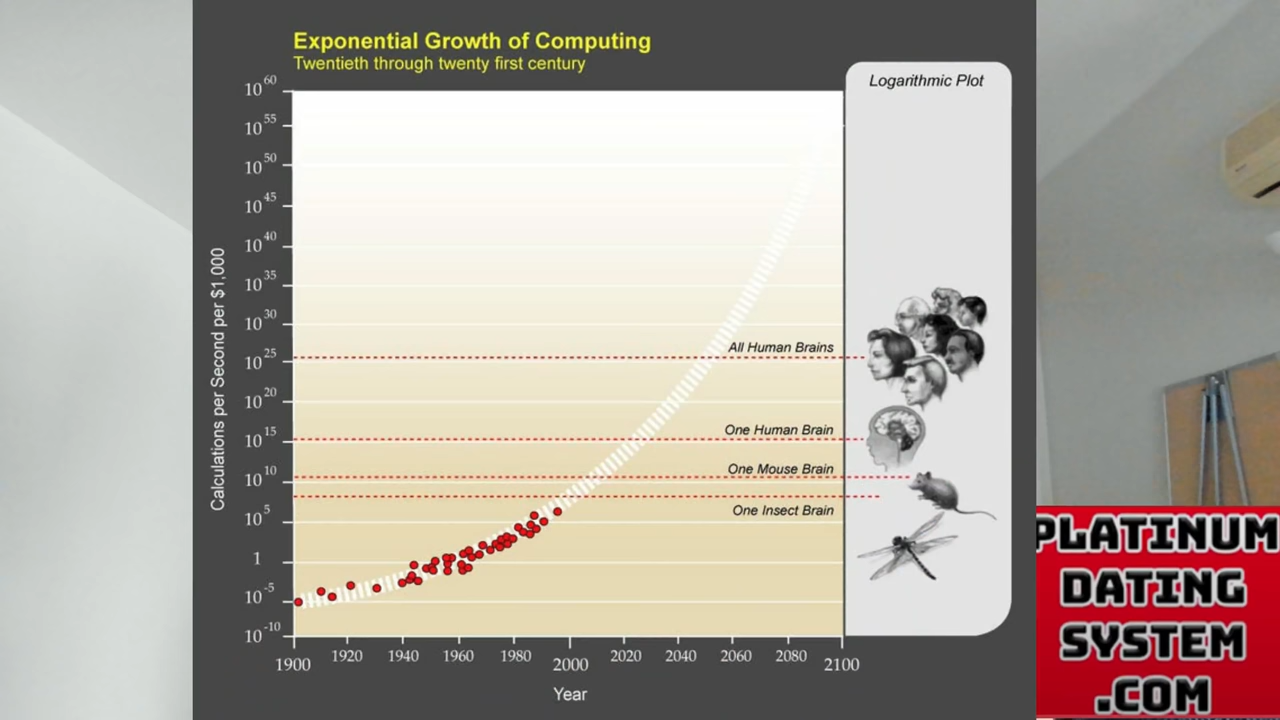 Exponential Growth of Computing
Twentieth through twenty first century
Logarithmic Plot
10^60
10^55
10^50
10^45
10^40
10^35
10^30
10^25
10^20
10^15
10^10
10^5
1
10^-5
10^-10
Calculations per Second per $1,000
All Human Brains
One Human Brain
One Mouse Brain
One Insect Brain
1900 1920 1940 1960 1980 2000 2020 2040 2060 2080 2100
Year
PLATINUM
DATING
SYSTEM
.COM